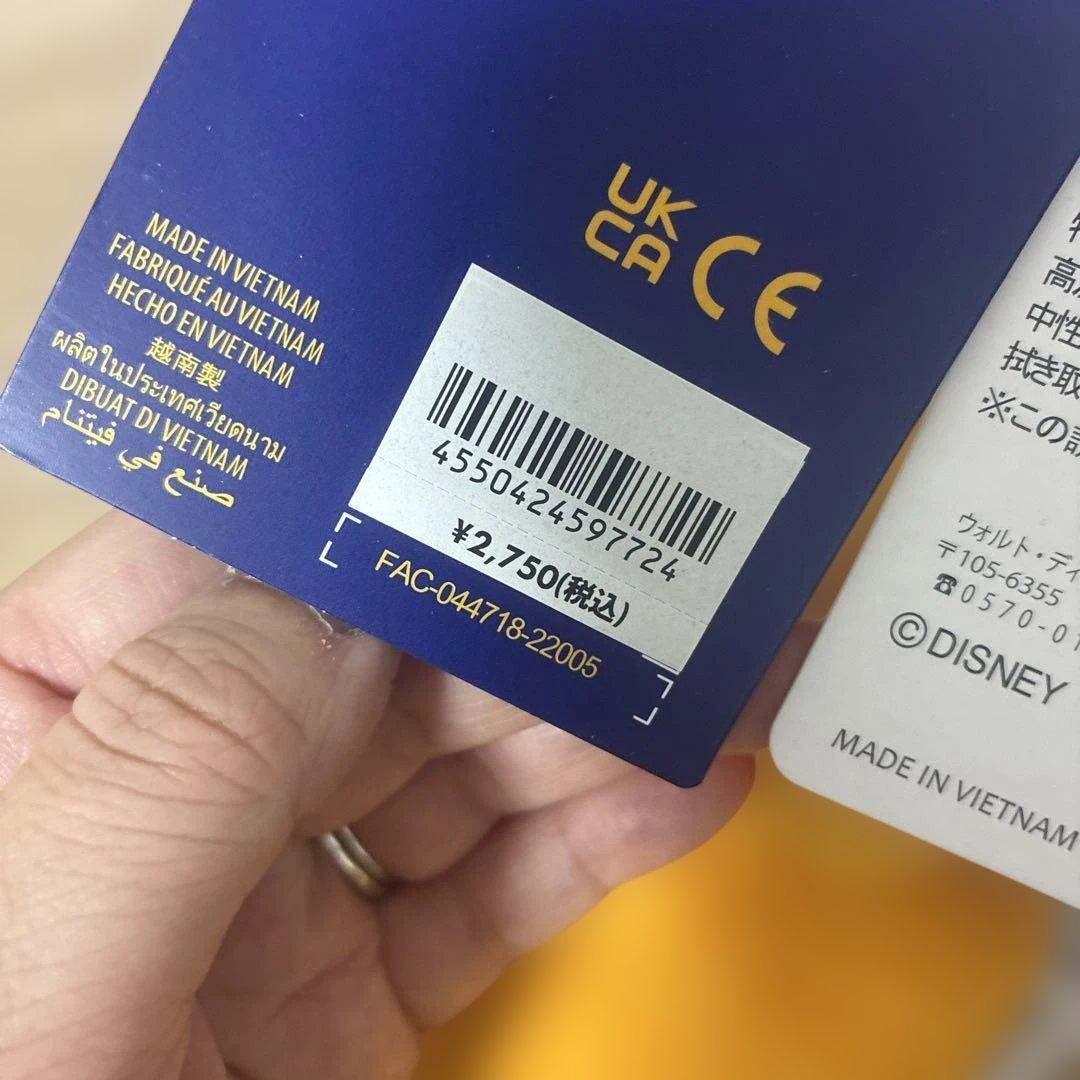 UK
CA CE
MADE IN VIETNAM
FABRIQUÉ AU VIETNAM
HECHO EN VIETNAM
越南製
ผลิตในประเทศเวียดนาม
DIBUAT DI VIETNAM
صنع في فيتنام
4550424597724
¥2,750(税込)
FAC-044718-22005
中性
拭き取
※この
ウォルト・ディ
〒105-6355
☎0570-01
©DISNEY
MADE IN VIETNAM